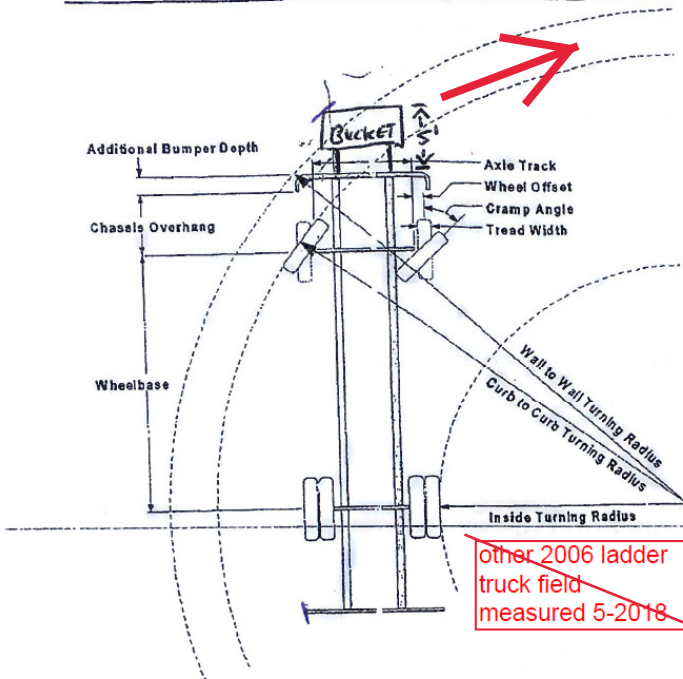 BUCKET
5'
Additional Bumper Depth
Axle Track
Wheel Offset
Cramp Angle
Tread Width
Chassis Overhang
Wheelbase
Wall to Wall Turning Radius
Curb to Curb Turning Radius
Inside Turning Radius
other 2006 ladder
truck field
measured 5-2018